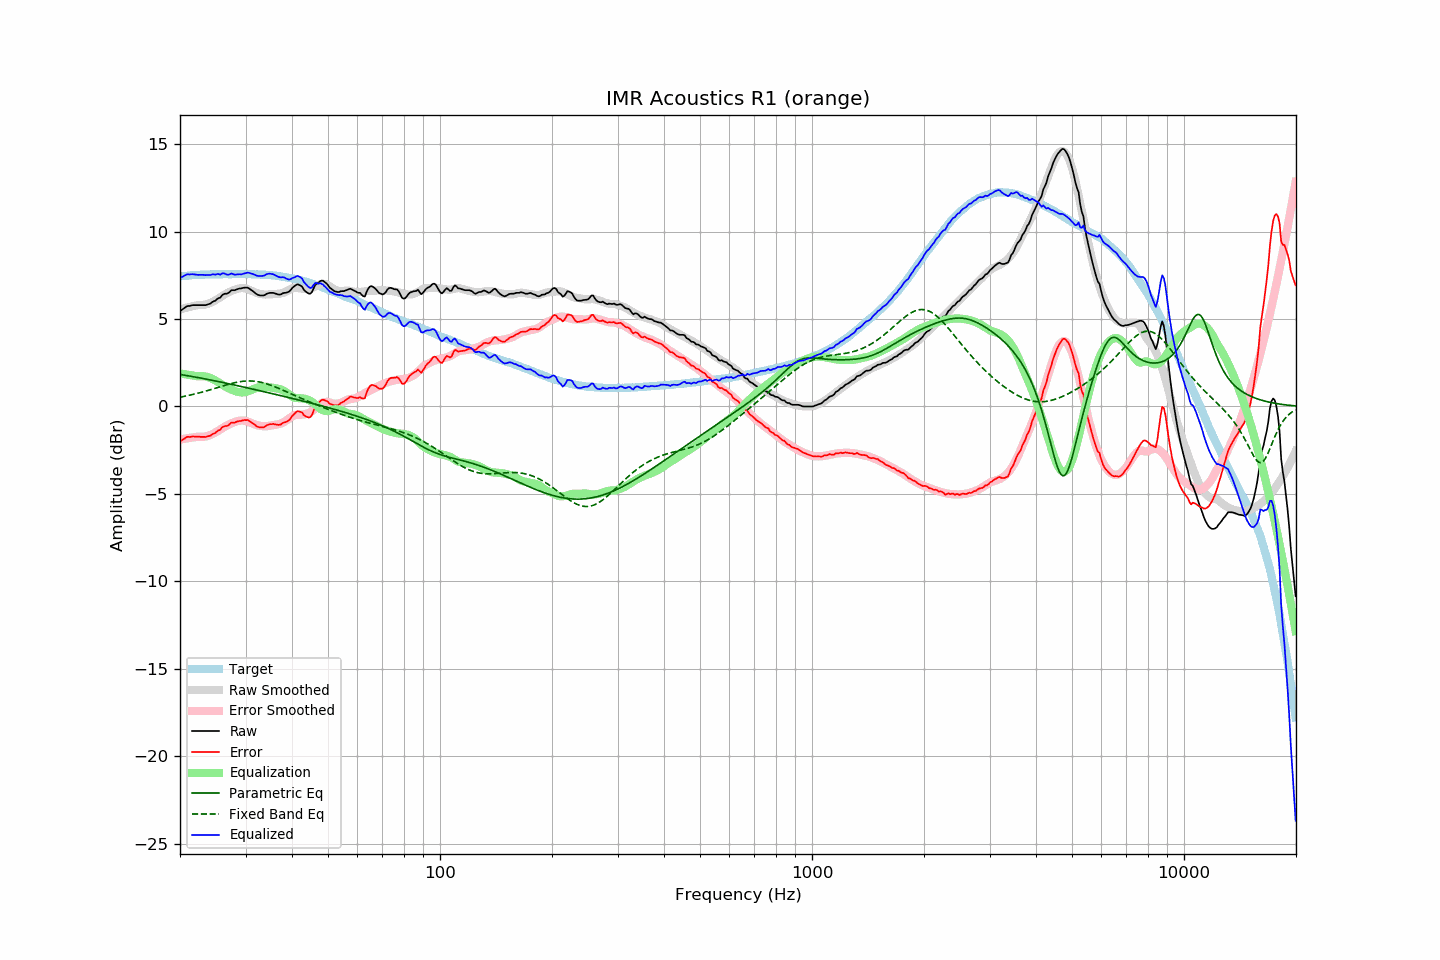 IMR Acoustics R1 (orange)
15
10
5
0
−5
−10
−15
−20
−25
Amplitude (dBr)
Target
Raw Smoothed
Error Smoothed
Raw
Error
Equalization
Parametric Eq
Fixed Band Eq
Equalized
100
1000
10000
Frequency (Hz)